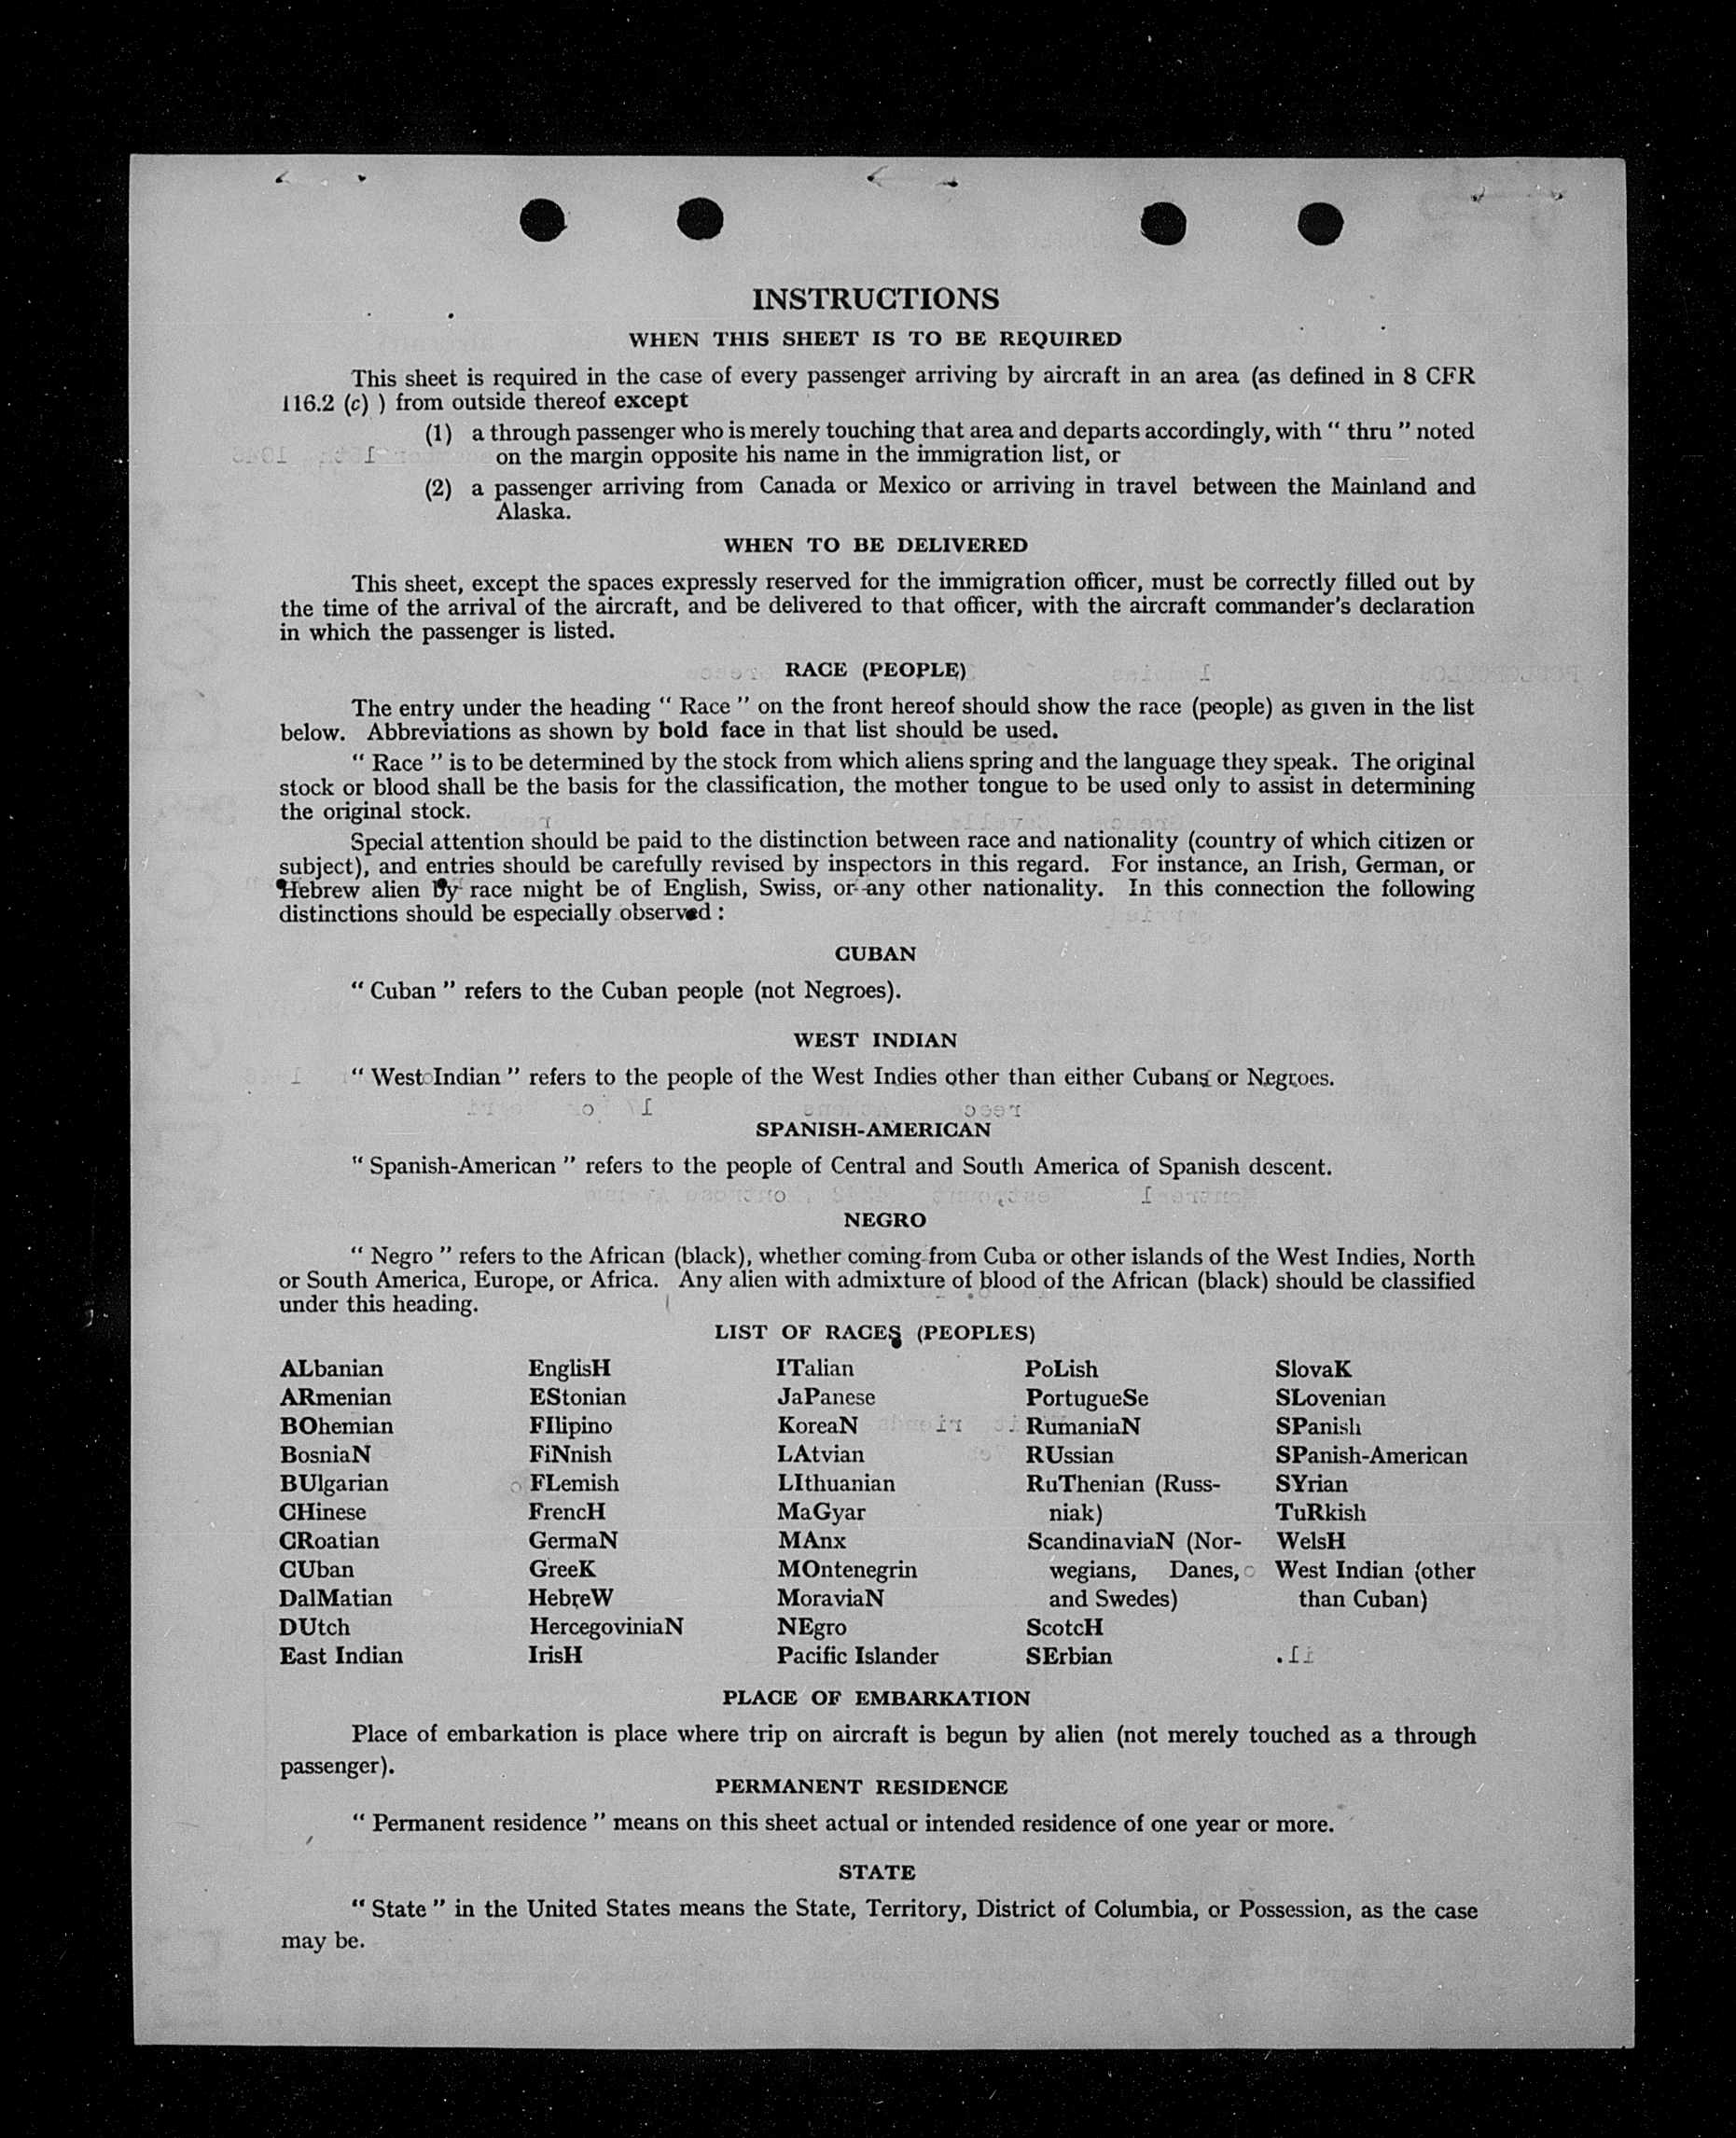 INSTRUCTIONS
WHEN THIS SHEET IS TO BE REQUIRED
This sheet is required in the case of every passenger arriving by aircraft in an area (as defined in 8 CFR
116.2 (c) ) from outside thereof except
(1) a through passenger who is merely touching that area and departs accordingly, with " thru " noted
on the margin opposite his name in the immigration list, or
(2) a passenger arriving from Canada or Mexico or arriving in travel between the Mainland and
Alaska.
WHEN TO BE DELIVERED
This sheet, except the spaces expressly reserved for the immigration officer, must be correctly filled out by
the time of the arrival of the aircraft, and be delivered to that officer, with the aircraft commander's declaration
in which the passenger is listed.
RACE (PEOPLE)
The entry under the heading " Race " on the front hereof should show the race (people) as given in the list
below. Abbreviations as shown by bold face in that list should be used.
" Race " is to be determined by the stock from which aliens spring and the language they speak. The original
stock or blood shall be the basis for the classification, the mother tongue to be used only to assist in determining
the original stock.
Special attention should be paid to the distinction between race and nationality (country of which citizen or
subject), and entries should be carefully revised by inspectors in this regard. For instance, an Irish, German, or
Hebrew alien by race might be of English, Swiss, or any other nationality. In this connection the following
distinctions should be especially observed :
CUBAN
" Cuban " refers to the Cuban people (not Negroes).
WEST INDIAN
" West Indian " refers to the people of the West Indies other than either Cubans or Negroes.
SPANISH-AMERICAN
" Spanish-American " refers to the people of Central and South America of Spanish descent.
NEGRO
" Negro " refers to the African (black), whether coming from Cuba or other islands of the West Indies, North
or South America, Europe, or Africa. Any alien with admixture of blood of the African (black) should be classified
under this heading.
LIST OF RACES (PEOPLES)
ALbanian EnglisH ITalian PoLish SlovaK
ARmenian EStonian JaPanese PortugueSe SLovenian
BOhemian FIlipino KoreaN RumaniaN SPanish
BosniaN FiNnish LAtvian RUssian SPanish-American
BUlgarian FLemish LIthuanian RuThenian (Russ- SYrian
CHinese FrencH MaGyar niak) TuRkish
CRoatian GermaN MAnx ScandinaviaN (Nor- WelsH
CUban GreeK MOntenegrin wegians, Danes, West Indian (other
DalMatian HebreW MoraviaN and Swedes) than Cuban)
DUtch HercegoviniaN NEgro ScotcH
East Indian IrisH Pacific Islander SErbian
PLACE OF EMBARKATION
Place of embarkation is place where trip on aircraft is begun by alien (not merely touched as a through
passenger).
PERMANENT RESIDENCE
" Permanent residence " means on this sheet actual or intended residence of one year or more.
STATE
" State " in the United States means the State, Territory, District of Columbia, or Possession, as the case
may be.